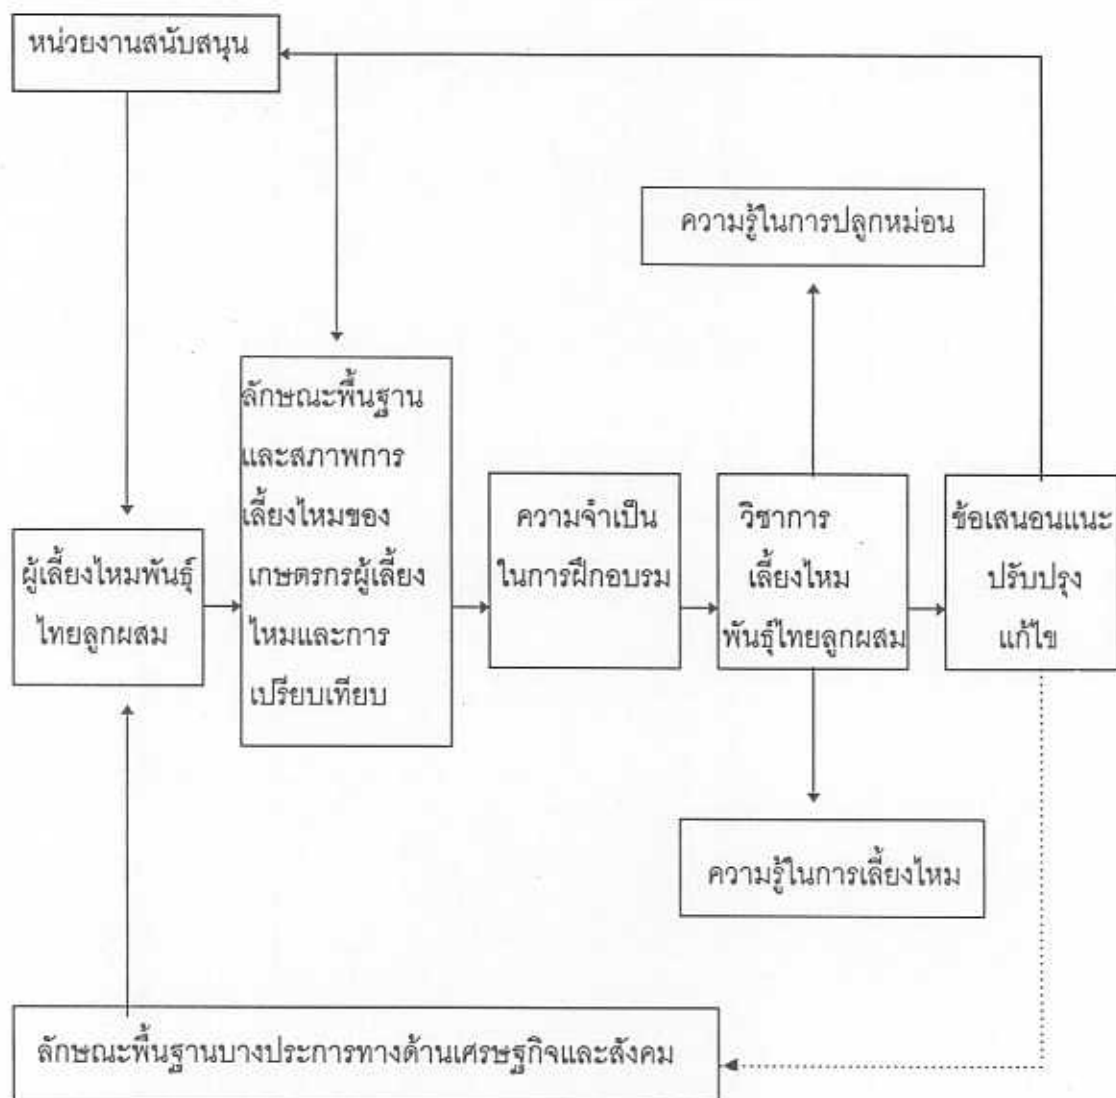 หน่วยงานสนับสนุน
ความรู้ในการปลูกหม่อน
ลักษณะพื้นฐาน
และสภาพการ
เลี้ยงไหมของ
เกษตรกรผู้เลี้ยง
ไหมและการ
เปรียบเทียบ
ความจำเป็น
ในการฝึกอบรม
วิชาการ
เลี้ยงไหม
พันธุ์ไทยลูกผสม
ข้อเสนอแนะ
ปรับปรุง
แก้ไข
ผู้เลี้ยงไหมพันธุ์
ไทยลูกผสม
ความรู้ในการเลี้ยงไหม
ลักษณะพื้นฐานบางประการทางด้านเศรษฐกิจและสังคม